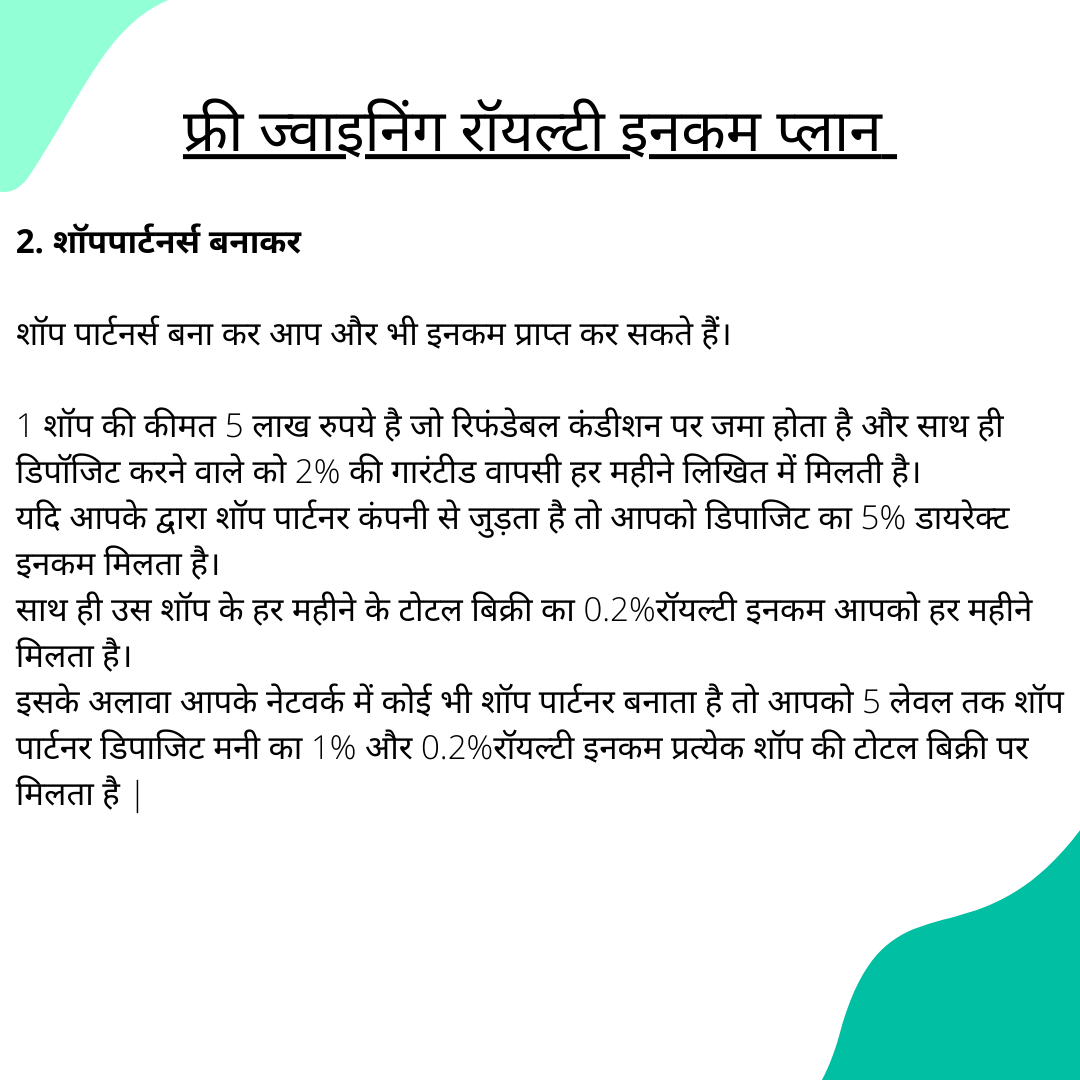 फ्री ज्वाइनिंग रॉयल्टी इनकम प्लान
2. शॉपपार्टनर्स बनाकर
शॉप पार्टनर्स बना कर आप और भी इनकम प्राप्त कर सकते हैं।
1 शॉप की कीमत 5 लाख रुपये है जो रिफंडेबल कंडीशन पर जमा होता है और साथ ही
डिपॉजिट करने वाले को 2% की गारंटीड वापसी हर महीने लिखित में मिलती है।
यदि आपके द्वारा शॉप पार्टनर कंपनी से जुड़ता है तो आपको डिपाजिट का 5% डायरेक्ट
इनकम मिलता है।
साथ ही उस शॉप के हर महीने के टोटल बिक्री का 0.2%रॉयल्टी इनकम आपको हर महीने
मिलता है।
इसके अलावा आपके नेटवर्क में कोई भी शॉप पार्टनर बनाता है तो आपको 5 लेवल तक शॉप
पार्टनर डिपाजिट मनी का 1% और 0.2%रॉयल्टी इनकम प्रत्येक शॉप की टोटल बिक्री पर
मिलता है |